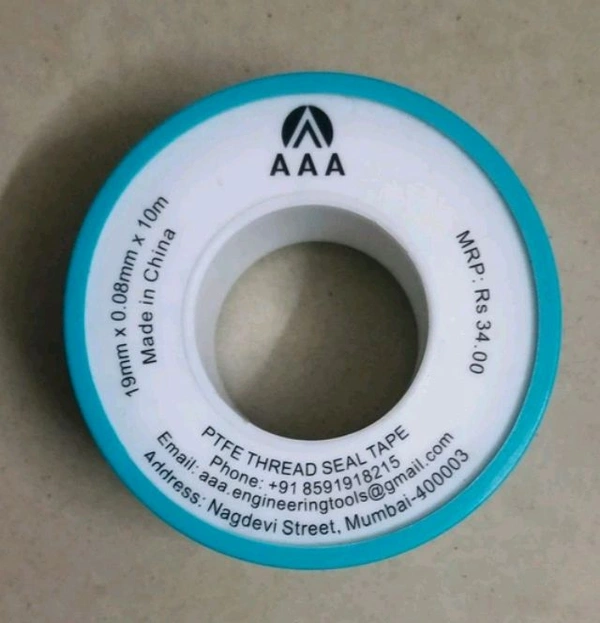 AAA
19mm x 0.08mm x 10m
Made in China
MRP: Rs 34.00
PTFE THREAD SEAL TAPE
Phone: +91 8591918215
Email: aaa.engineeringtools@gmail.com
Address: Nagdevi Street, Mumbai-400003